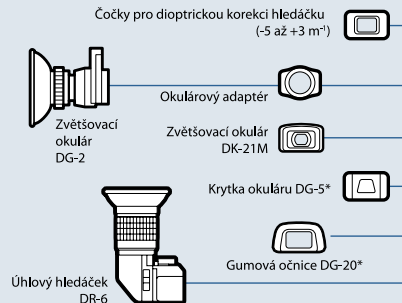 Čočky pro dioptrickou korekci hledáčku
(-5 až +3 m⁻¹)
Okulárový adaptér
Zvětšovací
okulár
DG-2
Zvětšovací okulár
DK-21M
Krytka okuláru DG-5*
Gumová očnice DG-20*
Úhlový hledáček
DR-6